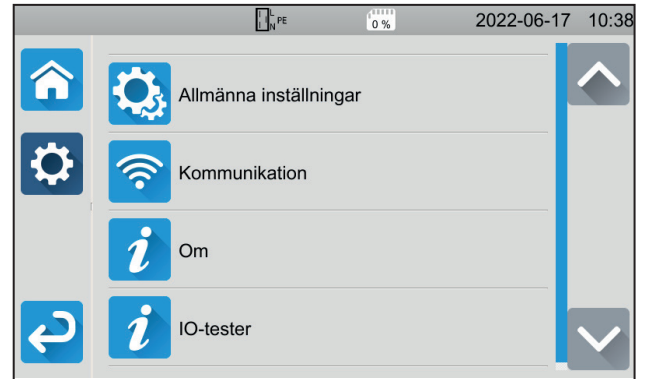 L
N PE
0 %
2022-06-17 10:38
Allmänna inställningar
Kommunikation
Om
IO-tester